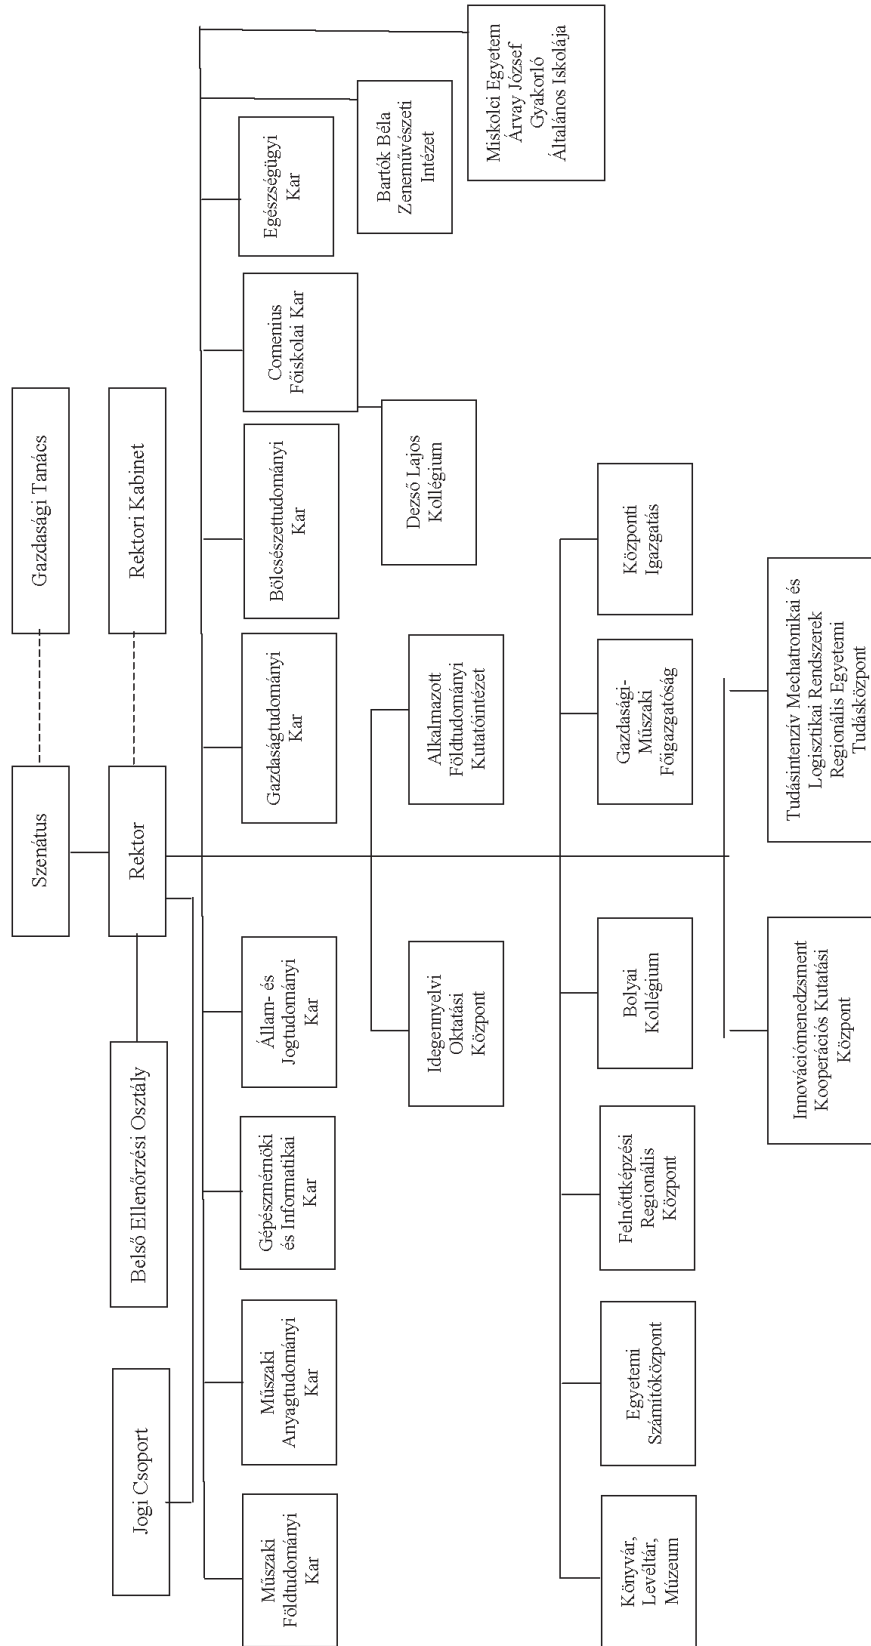 Szenátus
Gazdasági Tanács
Jogi Csoport
Belső Ellenőrzési Osztály
Rektor
Rektori Kabinet
Műszaki
Földtudományi
Kar
Műszaki
Anyagtudományi
Kar
Gépészmérnöki
és Informatikai
Kar
Állam- és
Jogtudományi
Kar
Gazdaságtudományi
Kar
Bölcsészettudományi
Kar
Comenius
Főiskolai Kar
Egészségügyi
Kar
Bartók Béla
Zeneművészeti
Intézet
Miskolci Egyetem
Árvay József
Gyakorló
Általános Iskolája
Dezső Lajos
Kollégium
Idegennyelvi
Oktatási
Központ
Alkalmazott
Földtudományi
Kutatóintézet
Könyvár,
Levéltár,
Múzeum
Egyetemi
Számítóközpont
Felnőttképzési
Regionális
Központ
Bolyai
Kollégium
Gazdasági-
Műszaki
Főigazgatóság
Központi
Igazgatás
Innovációmenedzsment
Kooperációs Kutatási
Központ
Tudásintenzív Mechatronikai és
Logisztikai Rendszerek
Regionális Egyetemi
Tudásközpont